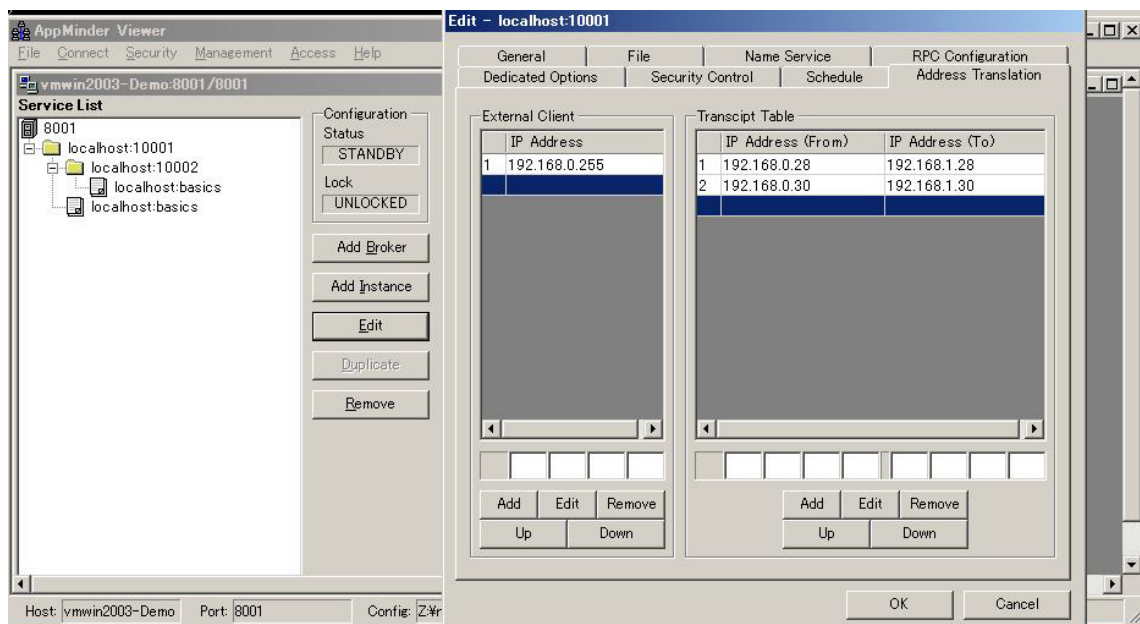 AppMinder Viewer
File Connect Security Management Access Help
vmwin2003-Demo:8001/8001
Service List
8001
localhost:10001
localhost:10002
localhost:basics
localhost:basics
Configuration
Status
STANDBY
Lock
UNLOCKED
Add Broker
Add Instance
Edit
Duplicate
Remove
Host: vmwin2003-Demo Port: 8001 Config: Z:¥r
Edit - localhost:10001
General File Name Service RPC Configuration
Dedicated Options Security Control Schedule Address Translation
External Client
IP Address
1 192.168.0.255
Add Edit Remove
Up Down
Transcipt Table
IP Address (From) IP Address (To)
1 192.168.0.28 192.168.1.28
2 192.168.0.30 192.168.1.30
Add Edit Remove
Up Down
OK Cancel